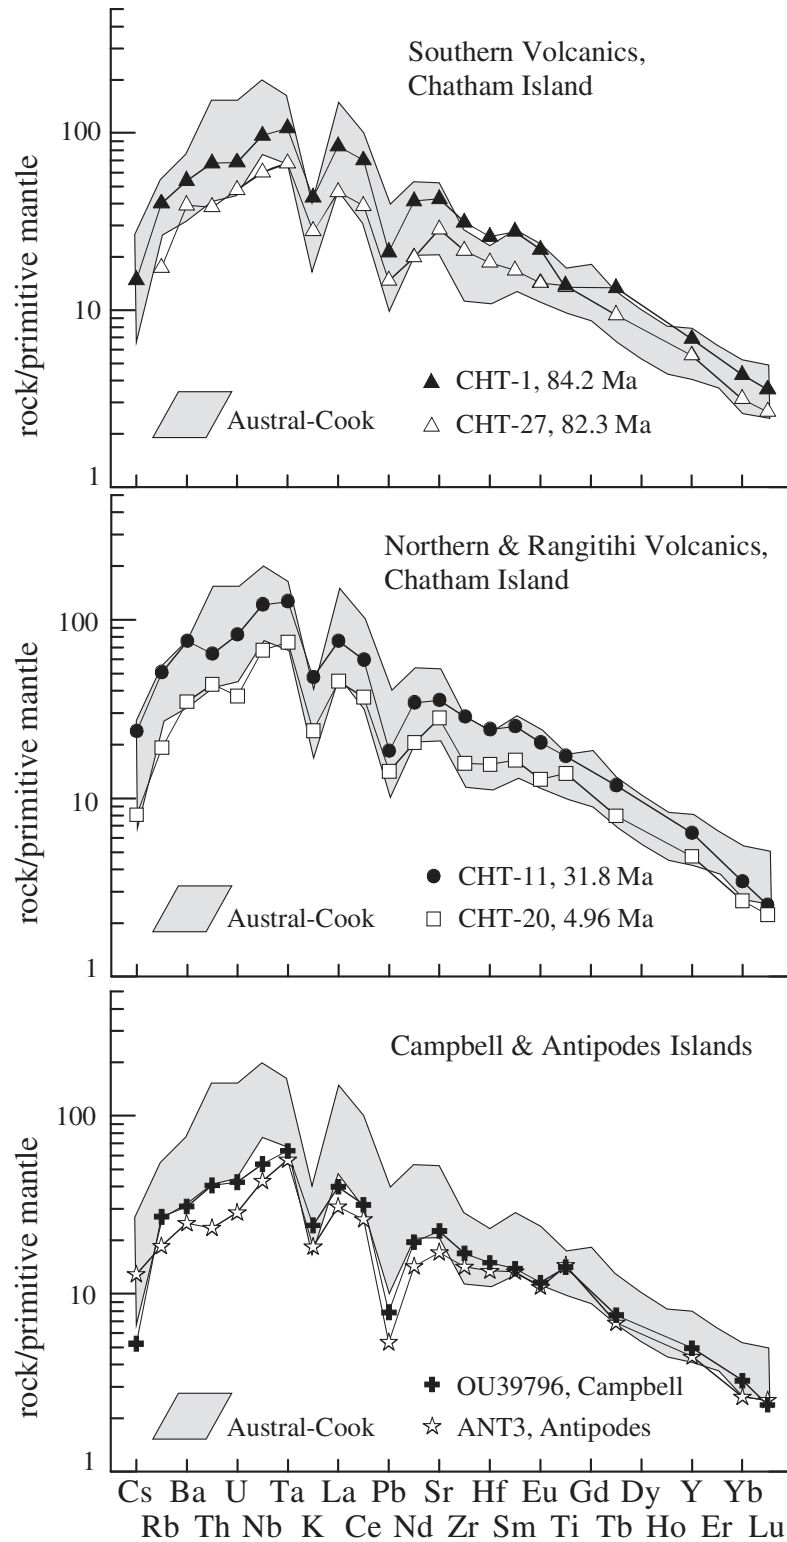 Southern Volcanics,
Chatham Island
100
10
1
rock/primitive mantle
Austral-Cook
CHT-1, 84.2 Ma
CHT-27, 82.3 Ma
Northern & Rangitihi Volcanics,
Chatham Island
100
10
1
rock/primitive mantle
Austral-Cook
CHT-11, 31.8 Ma
CHT-20, 4.96 Ma
Campbell & Antipodes Islands
100
10
1
rock/primitive mantle
Austral-Cook
OU39796, Campbell
ANT3, Antipodes
Cs Ba U Ta La Pb Sr Hf Eu Gd Dy Y Yb
Rb Th Nb K Ce Nd Zr Sm Ti Tb Ho Er Lu